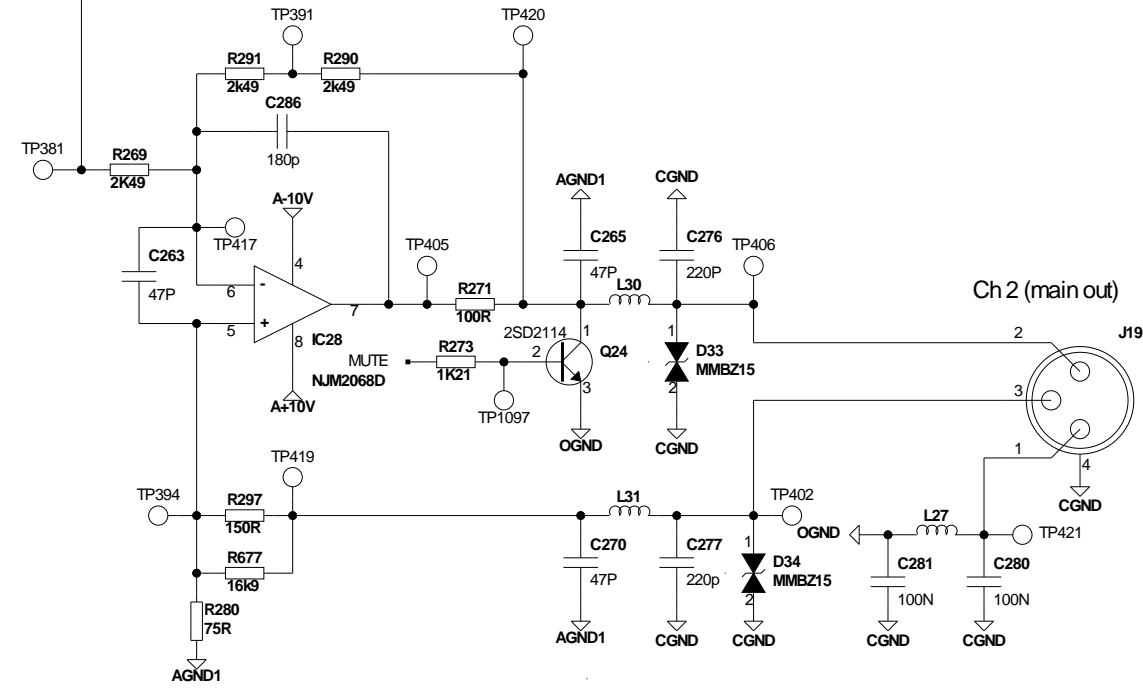 TP391
TP420
R291
2k49
R290
2k49
C286
180p
TP381
R269
2K49
A-10V
AGND1
CGND
TP417
C263
47P
4
6
-
5
+
7
8
IC28
NJM2068D
A+10V
TP405
R271
100R
C265
47P
L30
C276
220P
TP406
Ch 2 (main out)
J19
2
3
1
4
CGND
MUTE
R273
1K21
TP1097
2SD2114
1
2
3
Q24
OGND
1
2
D33
MMBZ15
CGND
TP394
R297
150R
TP419
R677
16k9
R280
75R
AGND1
L31
C270
47P
AGND1
C277
220p
CGND
TP402
1
2
D34
MMBZ15
CGND
OGND
L27
TP421
C281
100N
CGND
C280
100N
CGND